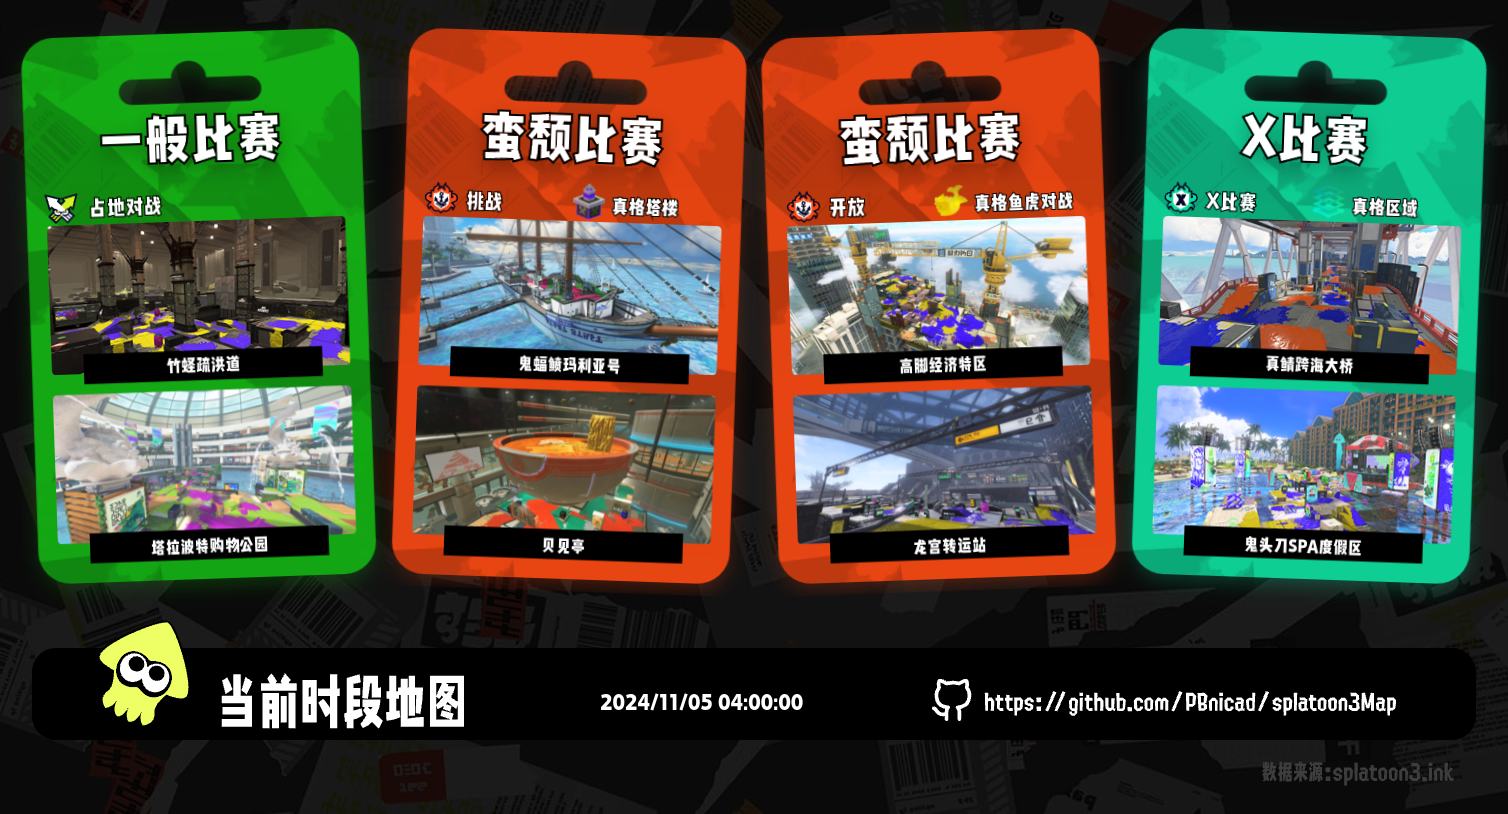 一般比赛
占地对战
竹蛏疏洪道
塔拉波特购物公园
蛮颓比赛
挑战
真格塔楼
鬼蝠鲼玛利亚号
贝见亭
蛮颓比赛
开放
真格鱼虎对战
高脚经济特区
龙宫转运站
X比赛
X比赛
真格区域
真鲭跨海大桥
鬼头刀SPA度假区
当前时段地图
2024/11/05 04:00:00
https://github.com/PBnicad/splatoon3Map
数据来源:splatoon3.ink